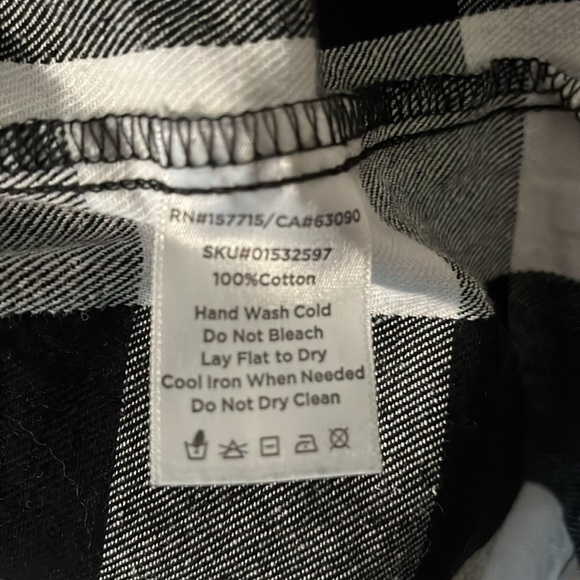 RN#157715/CA#63090
SKU#01532597
100%Cotton
Hand Wash Cold
Do Not Bleach
Lay Flat to Dry
Cool Iron When Needed
Do Not Dry Clean